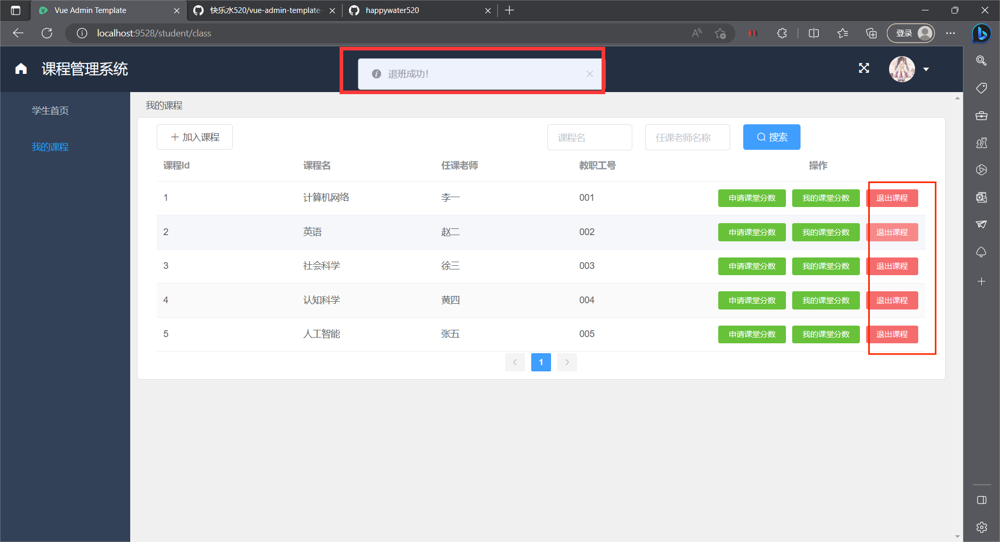 Vue Admin Template
快乐水520/vue-admin-template-
happywater520
localhost:9528/student/class
登录
课程管理系统
退班成功!
学生首页
我的课程
我的课程
加入课程
课程名
任课老师名称
搜索
课程Id 课程名 任课老师 教职工号 操作
1 计算机网络 李一 001 申请课堂分数 我的课堂分数 退出课程
2 英语 赵二 002 申请课堂分数 我的课堂分数 退出课程
3 社会科学 徐三 003 申请课堂分数 我的课堂分数 退出课程
4 认知科学 黄四 004 申请课堂分数 我的课堂分数 退出课程
5 人工智能 张五 005 申请课堂分数 我的课堂分数 退出课程
1